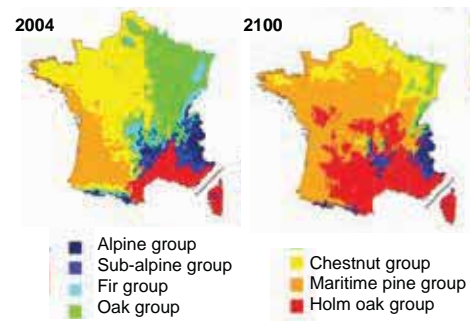 2004
2100
Alpine group
Sub-alpine group
Fir group
Oak group
Chestnut group
Maritime pine group
Holm oak group